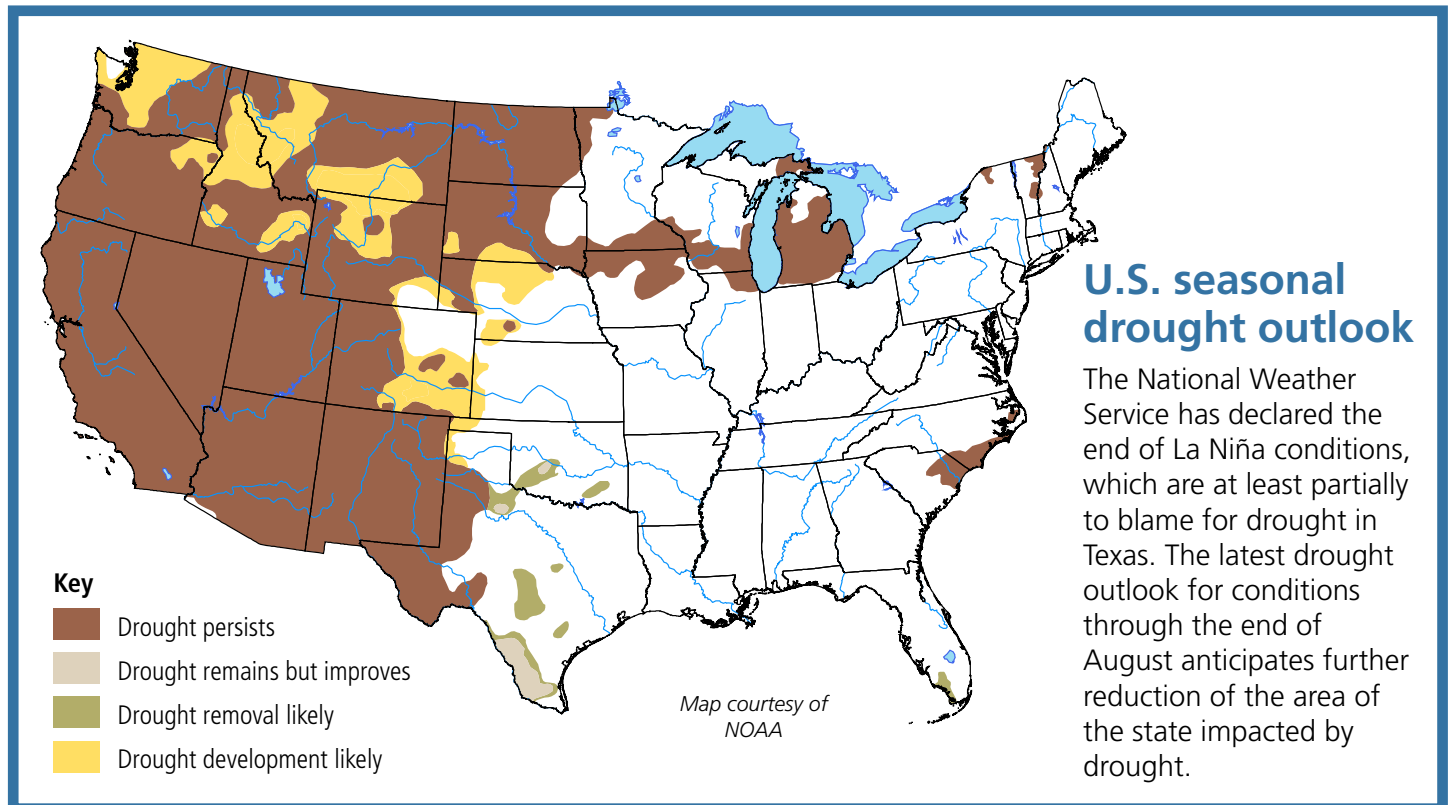 U.S. seasonal
drought outlook
The National Weather
Service has declared the
end of La Niña conditions,
which are at least partially
to blame for drought in
Texas. The latest drought
outlook for conditions
through the end of
August anticipates further
reduction of the area of
the state impacted by
drought.
Key
Drought persists
Drought remains but improves
Drought removal likely
Drought development likely
Map courtesy of
NOAA